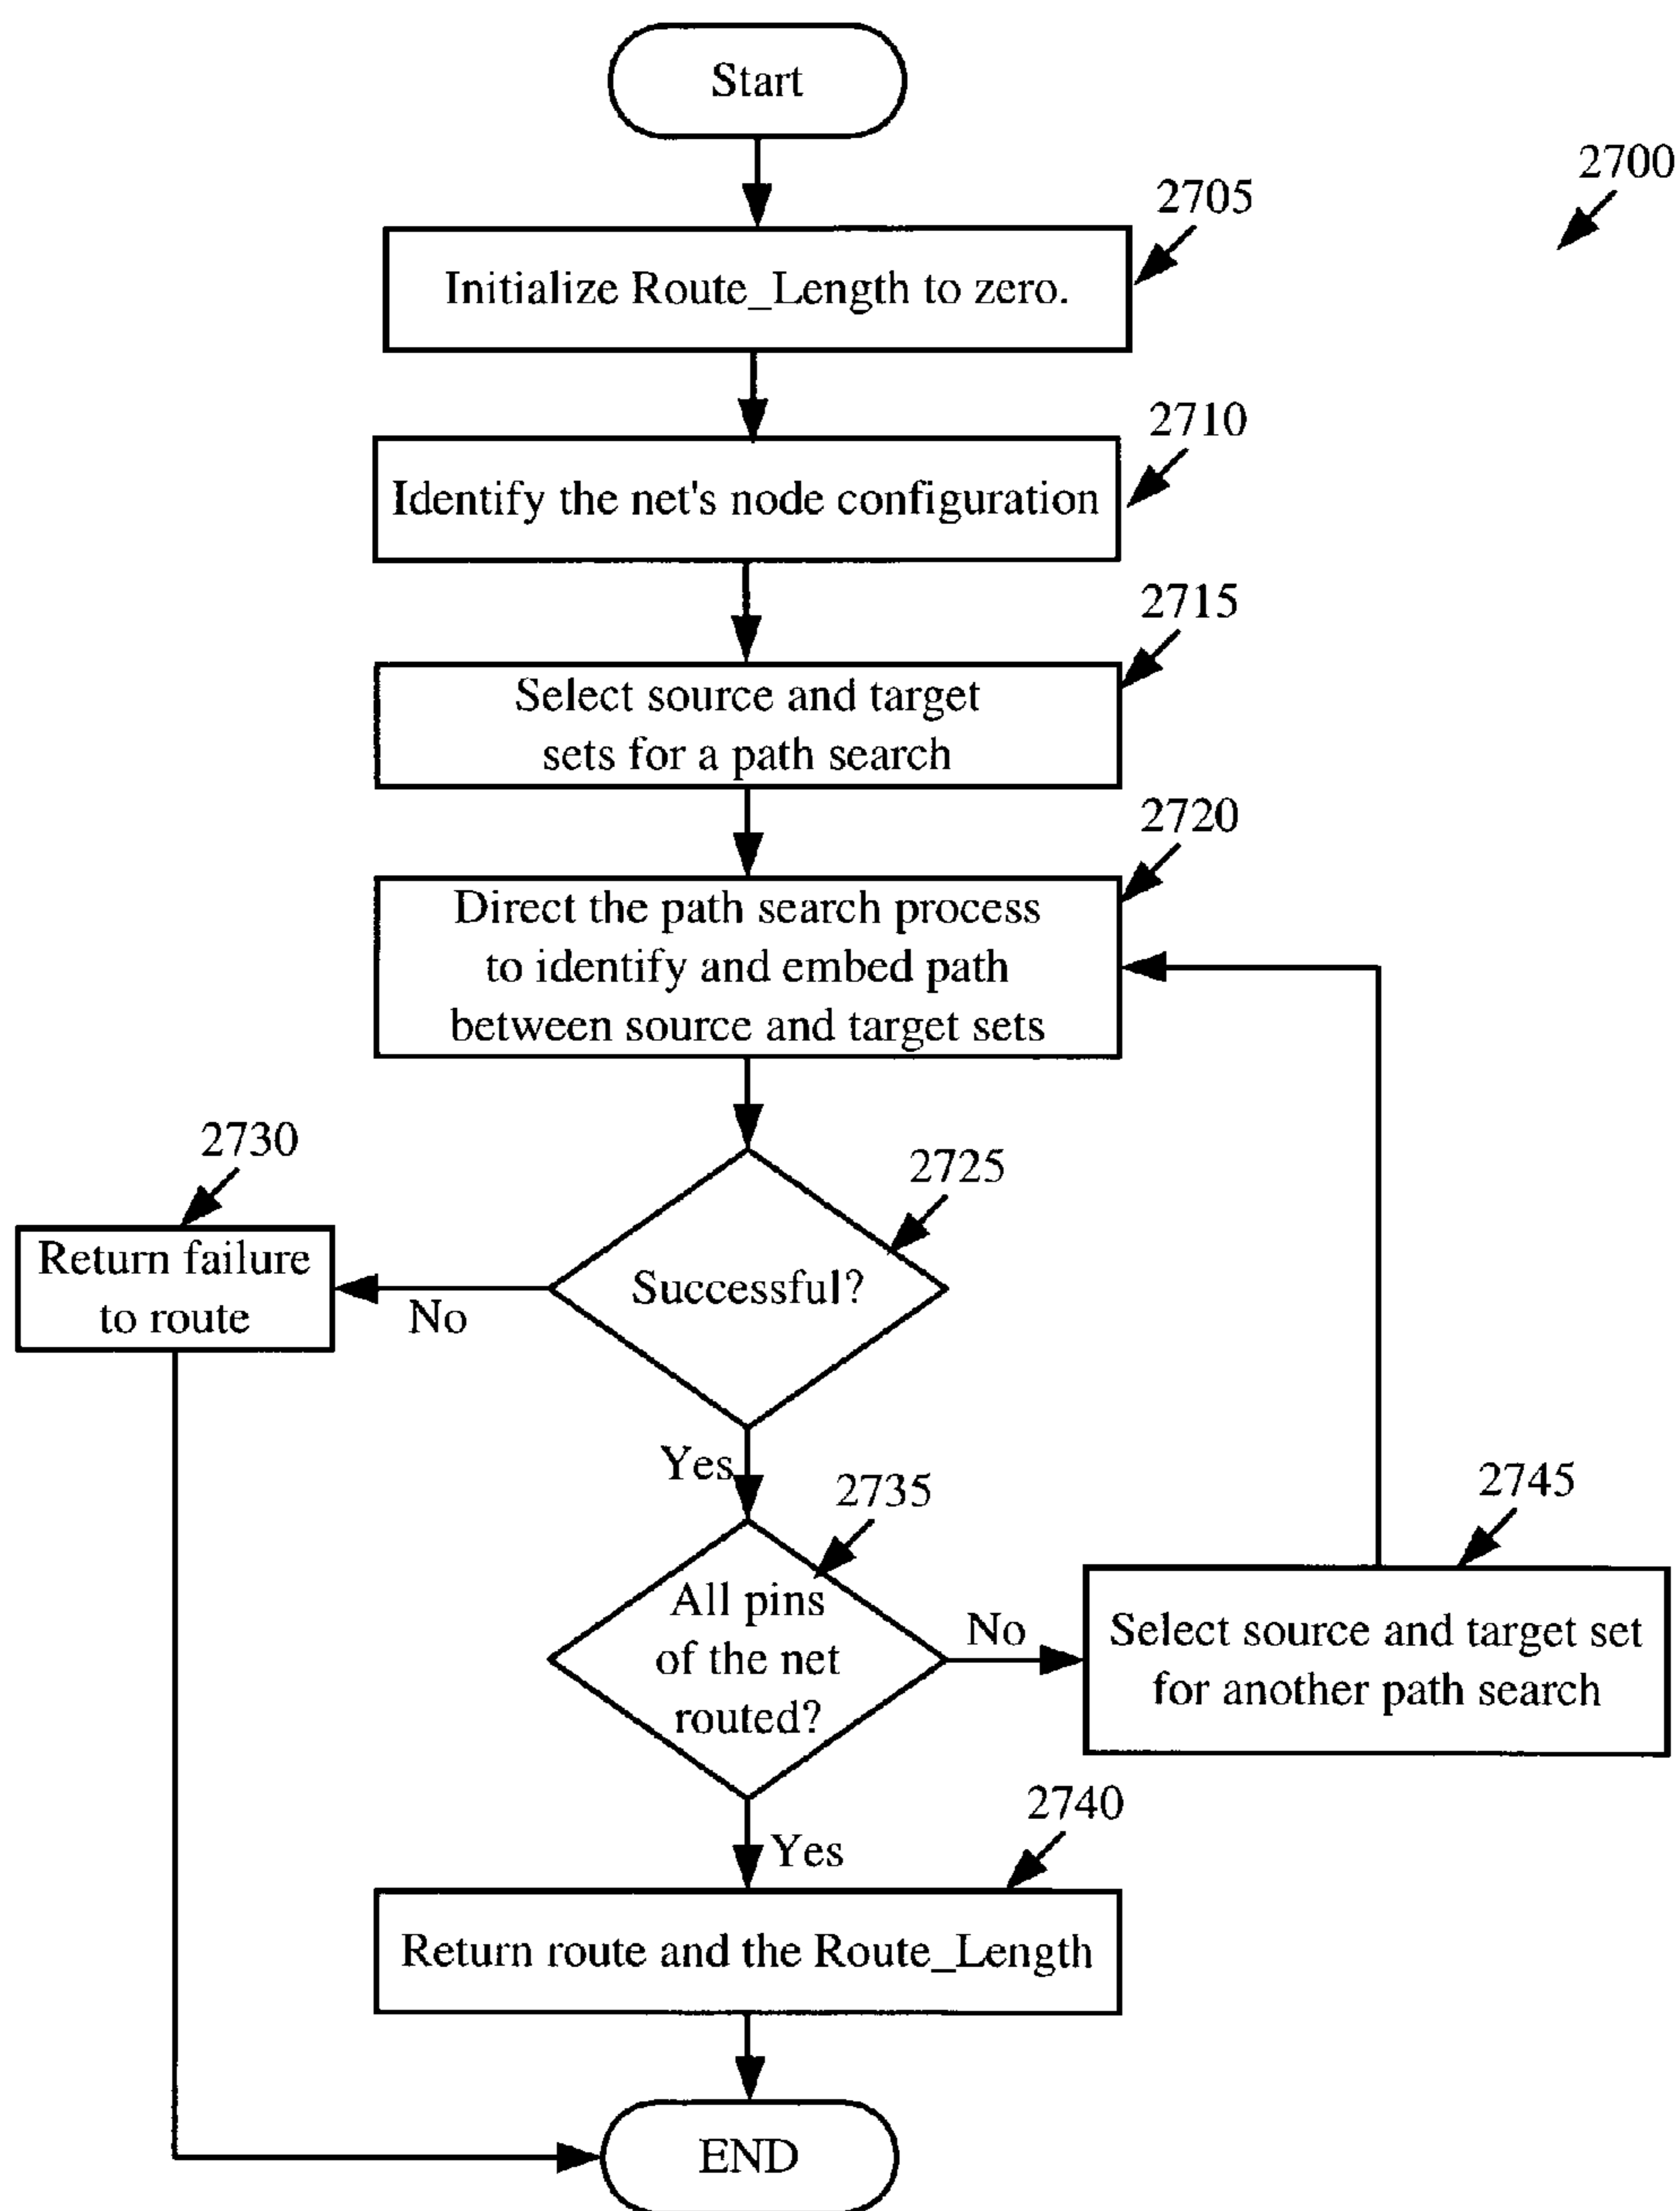 Start
2700
2705
Initialize Route_Length to zero.
2710
Identify the net's node configuration
2715
Select source and target
sets for a path search
2720
Direct the path search process
to identify and embed path
between source and target sets
2730
2725
Return failure
to route
No
Successful?
Yes
2735
2745
All pins
of the net
routed?
No
Select source and target set
for another path search
2740
Yes
Return route and the Route_Length
END